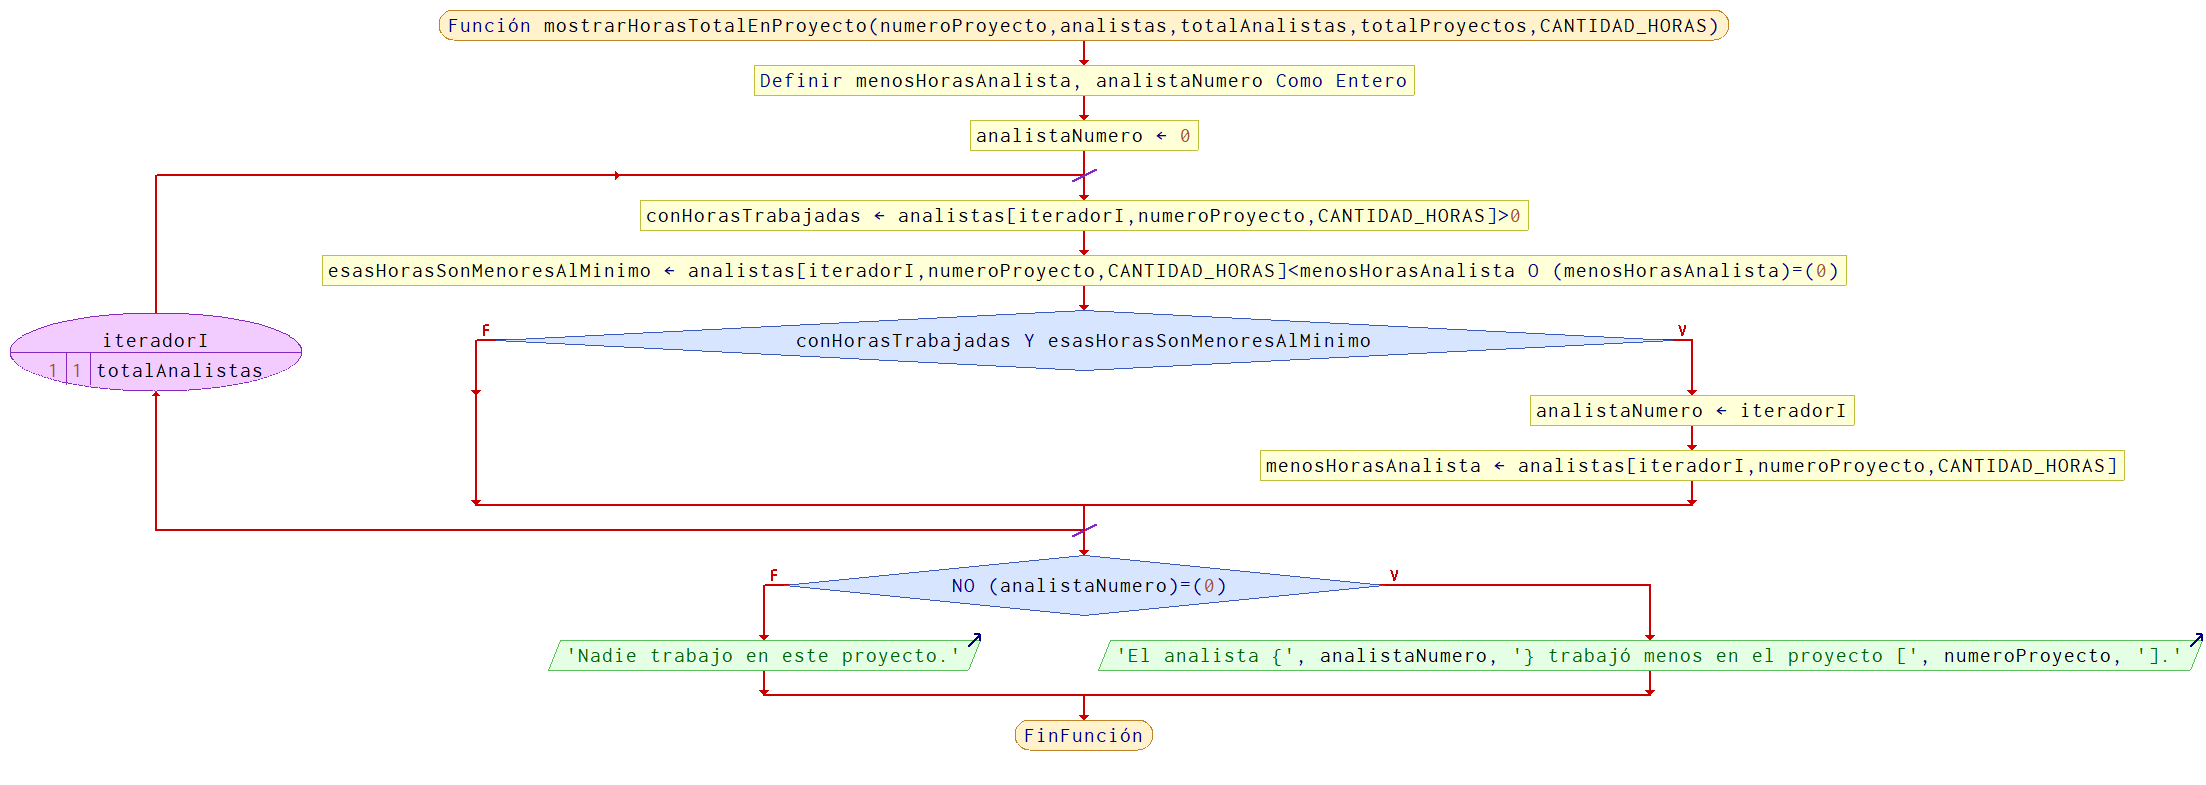 Función mostrarHorasTotalEnProyecto(numeroProyecto,analistas,totalAnalistas,totalProyectos,CANTIDAD_HORAS)
Definir menosHorasAnalista, analistaNumero Como Entero
analistaNumero ← 0
conHorasTrabajadas ← analistas[iteradorI,numeroProyecto,CANTIDAD_HORAS]>0
esasHorasSonMenoresAlMinimo ← analistas[iteradorI,numeroProyecto,CANTIDAD_HORAS]<menosHorasAnalista O (menosHorasAnalista)=(0)
iteradorI
1 1 totalAnalistas
F
V
conHorasTrabajadas Y esasHorasSonMenoresAlMinimo
analistaNumero ← iteradorI
menosHorasAnalista ← analistas[iteradorI,numeroProyecto,CANTIDAD_HORAS]
F
V
NO (analistaNumero)=(0)
'Nadie trabajo en este proyecto.'
'El analista {', analistaNumero, '} trabajó menos en el proyecto [', numeroProyecto, '].'
FinFunción